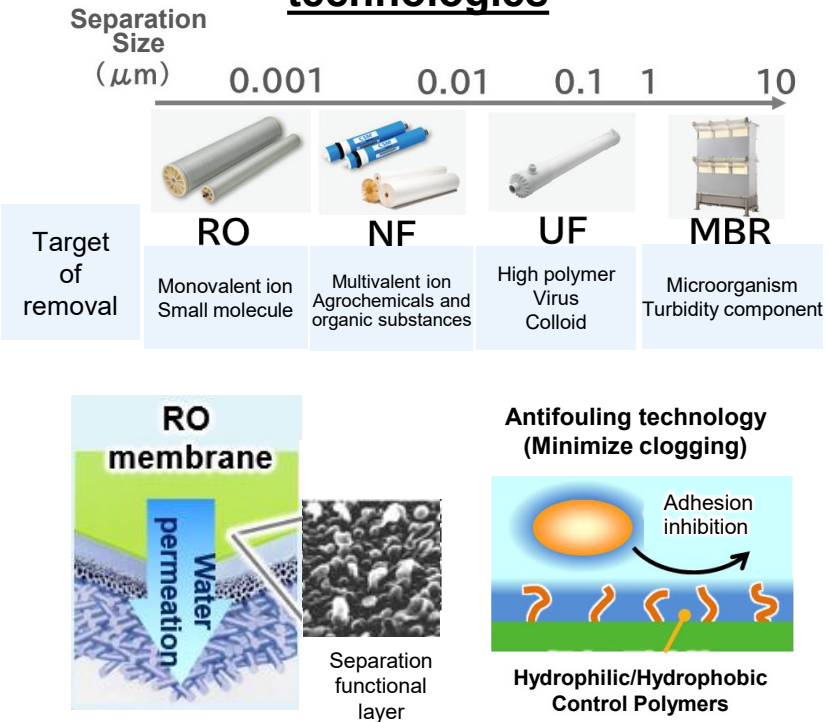 technologies
Separation
Size
(μm)
0.001 0.01 0.1 1 10
RO NF UF MBR
Target
of
removal
Monovalent ion
Small molecule
Multivalent ion
Agrochemicals and
organic substances
High polymer
Virus
Colloid
Microorganism
Turbidity component
RO
membrane
Water
permeation
Separation
functional
layer
Antifouling technology
(Minimize clogging)
Adhesion
inhibition
Hydrophilic/Hydrophobic
Control Polymers